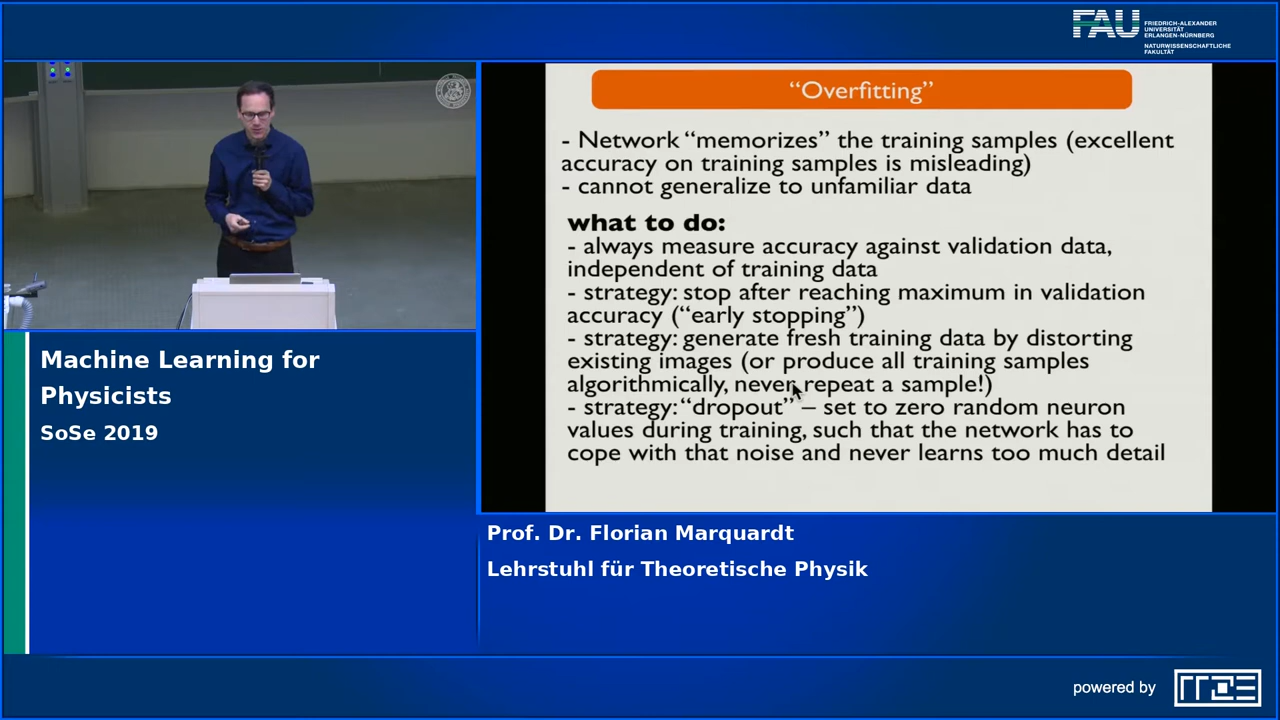 FAU
FRIEDRICH-ALEXANDER
UNIVERSITÄT
ERLANGEN-NÜRNBERG
NATURWISSENSCHAFTLICHE
FAKULTÄT
“Overfitting”
- Network “memorizes” the training samples (excellent
accuracy on training samples is misleading)
- cannot generalize to unfamiliar data
what to do:
- always measure accuracy against validation data,
independent of training data
- strategy: stop after reaching maximum in validation
accuracy (“early stopping”)
- strategy: generate fresh training data by distorting
existing images (or produce all training samples
algorithmically, never repeat a sample!)
- strategy: “dropout” – set to zero random neuron
values during training, such that the network has to
cope with that noise and never learns too much detail
Machine Learning for
Physicists
SoSe 2019
Prof. Dr. Florian Marquardt
Lehrstuhl für Theoretische Physik
powered by